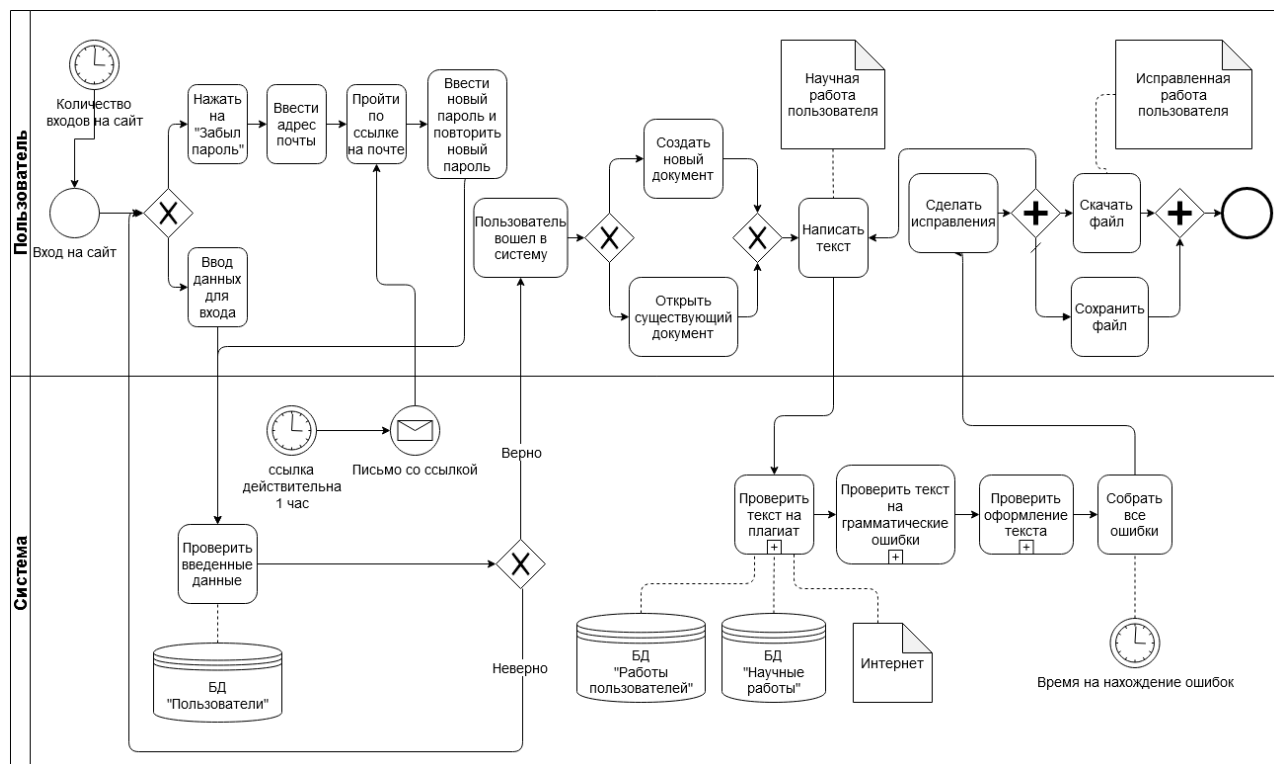 Пользователь
Количество
входов на сайт
Вход на сайт
Нажать
на
"Забыл
пароль"
Ввести
адрес
почты
Пройти
по
ссылке
на почте
Ввести
новый
пароль и
повторить
новый
пароль
Ввод
данных
для
входа
Пользователь
вошел в
систему
Создать
новый
документ
Открыть
существующий
документ
Научная
работа
пользователя
Написать
текст
Сделать
исправления
Исправленная
работа
пользователя
Скачать
файл
Сохранить
файл
Система
ссылка
действительна
1 час
Письмо со ссылкой
Верно
Проверить
введенные
данные
БД
"Пользователи"
Неверно
Проверить
текст на
плагиат
Проверить текст
на
грамматические
ошибки
Проверить
оформление
текста
Собрать
все
ошибки
БД
"Работы
пользователей"
БД
"Научные
работы"
Интернет
Время на нахождение ошибок